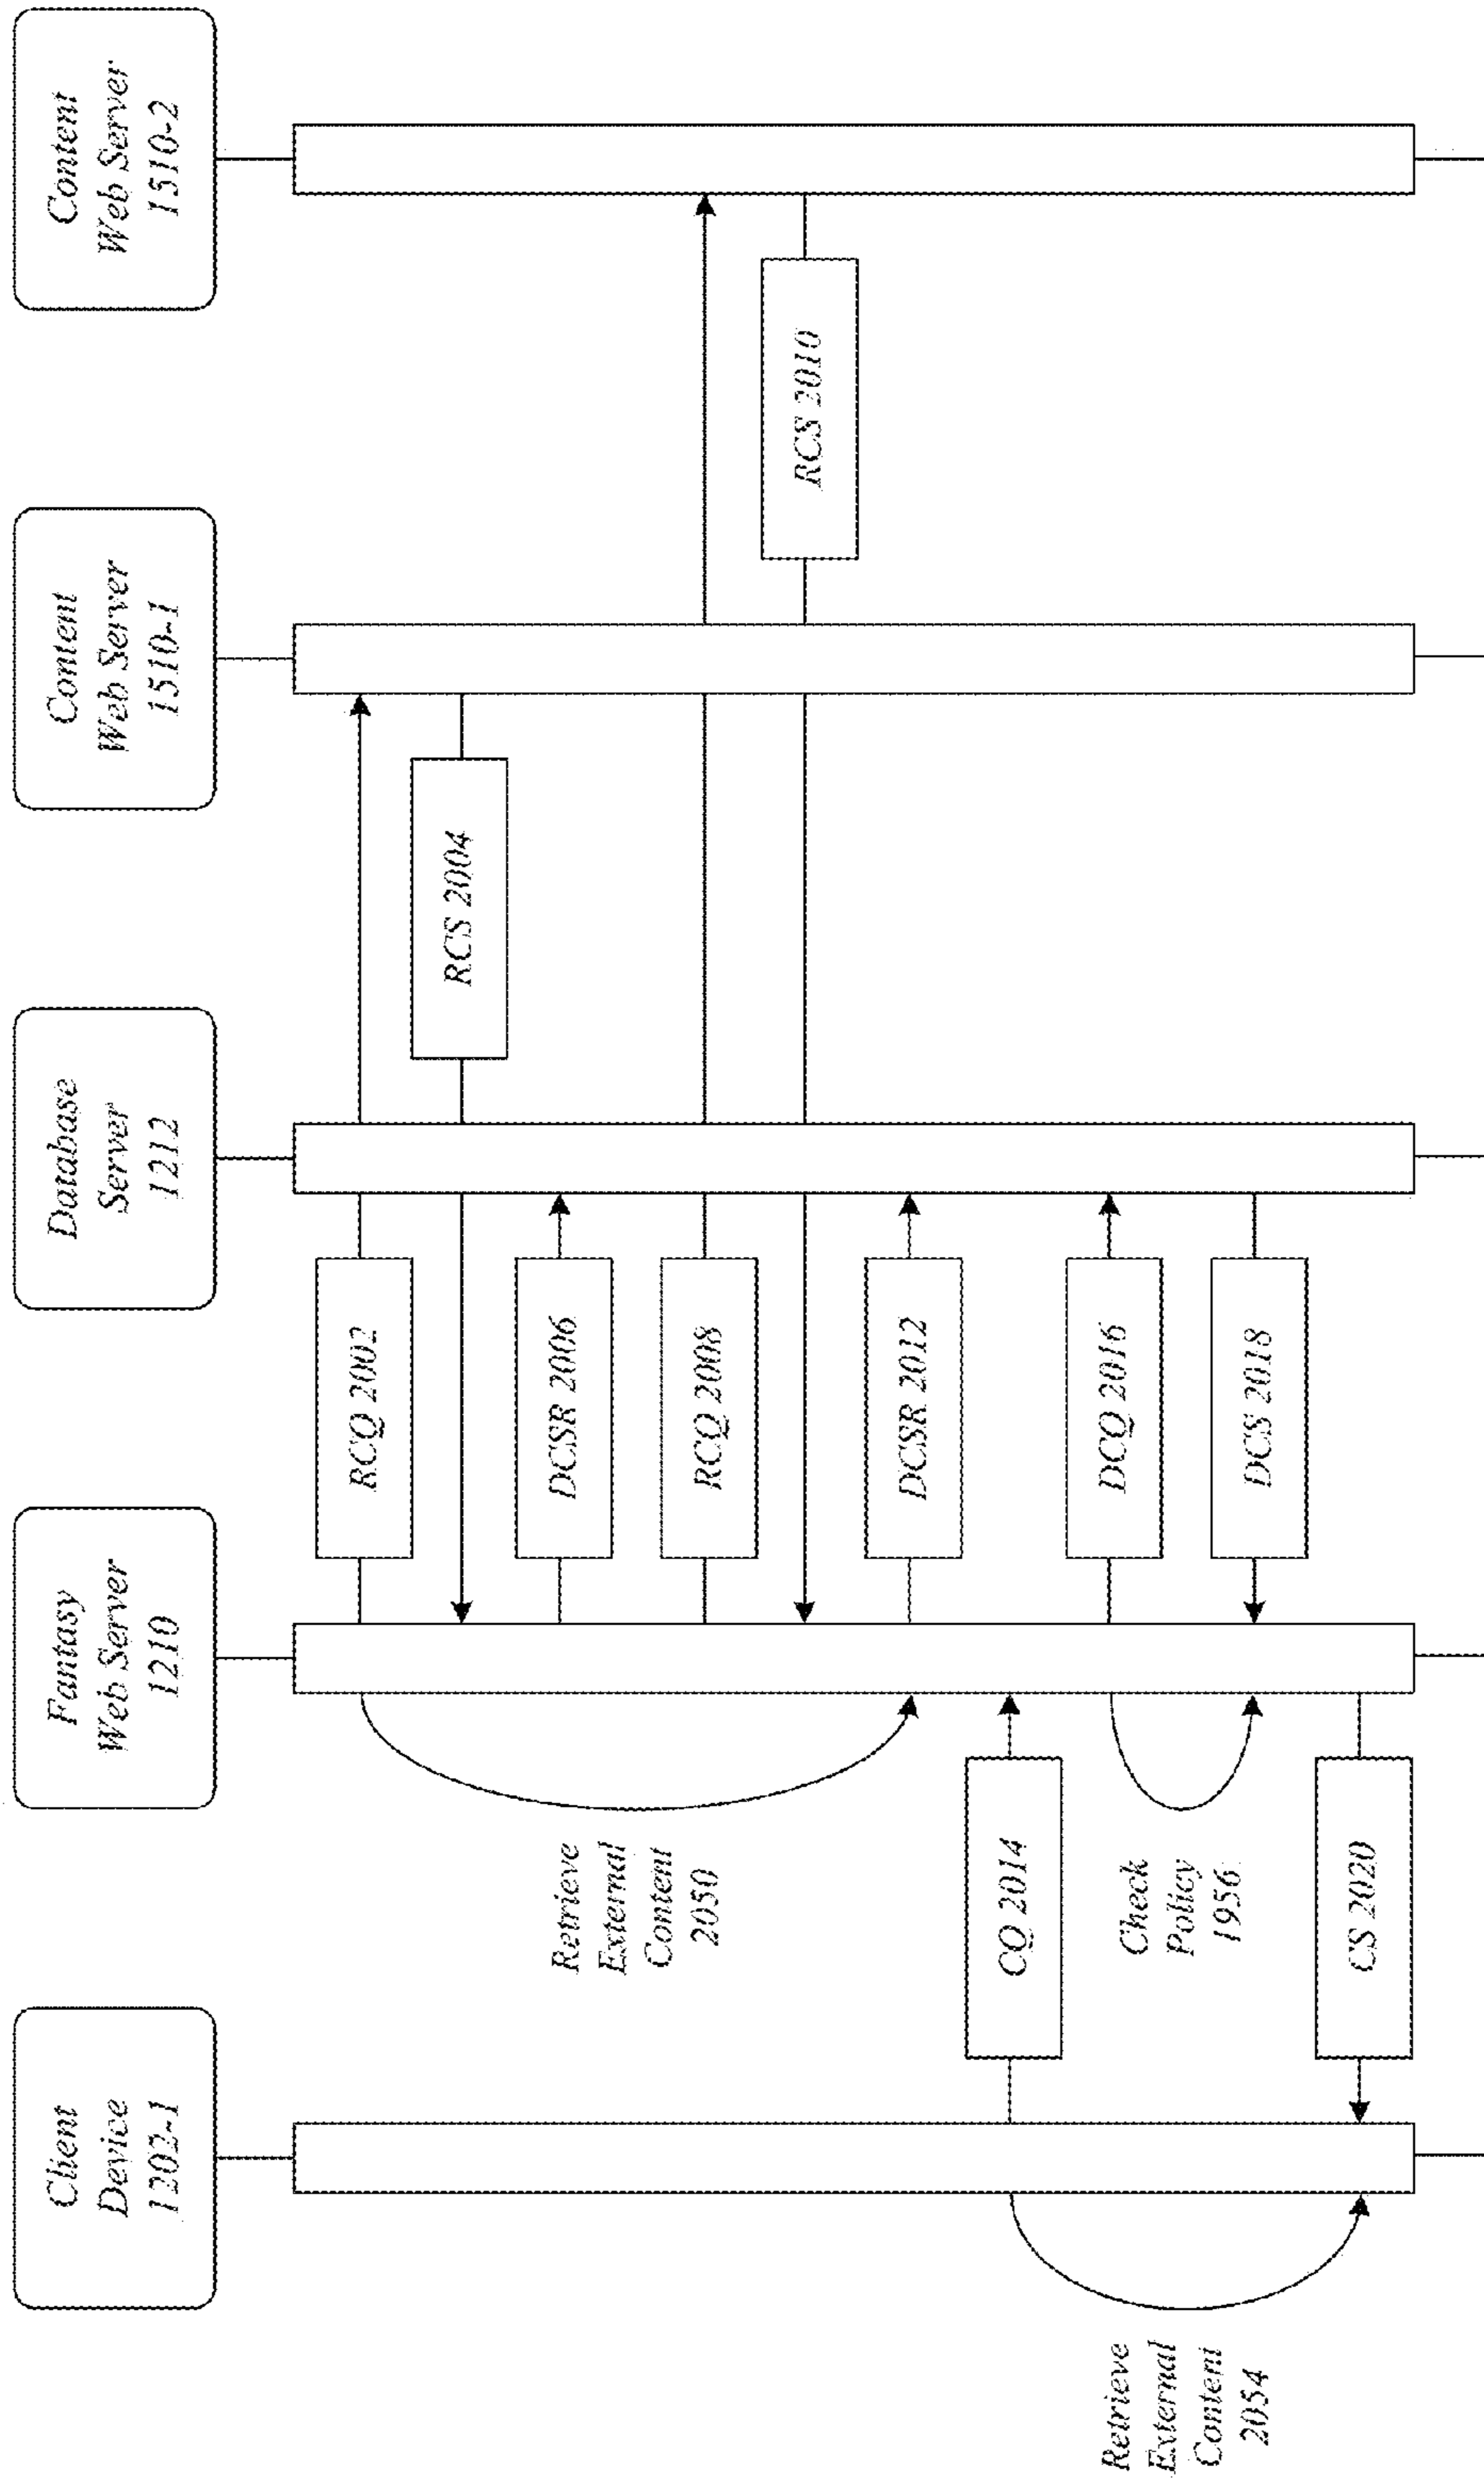 Client
Device
1202-1
Fantasy
Web Server
1210
Database
Server
1212
Content
Web Server
1510-1
Content
Web Server
1510-2
RCQ 2002
RCS 2004
DCSR 2006
RCQ 2008
RCS 2010
DCSR 2012
Retrieve
External
Content
2050
CQ 2014
DCQ 2016
Check
Policy
1956
DCS 2018
CS 2020
Retrieve
External
Content
2054